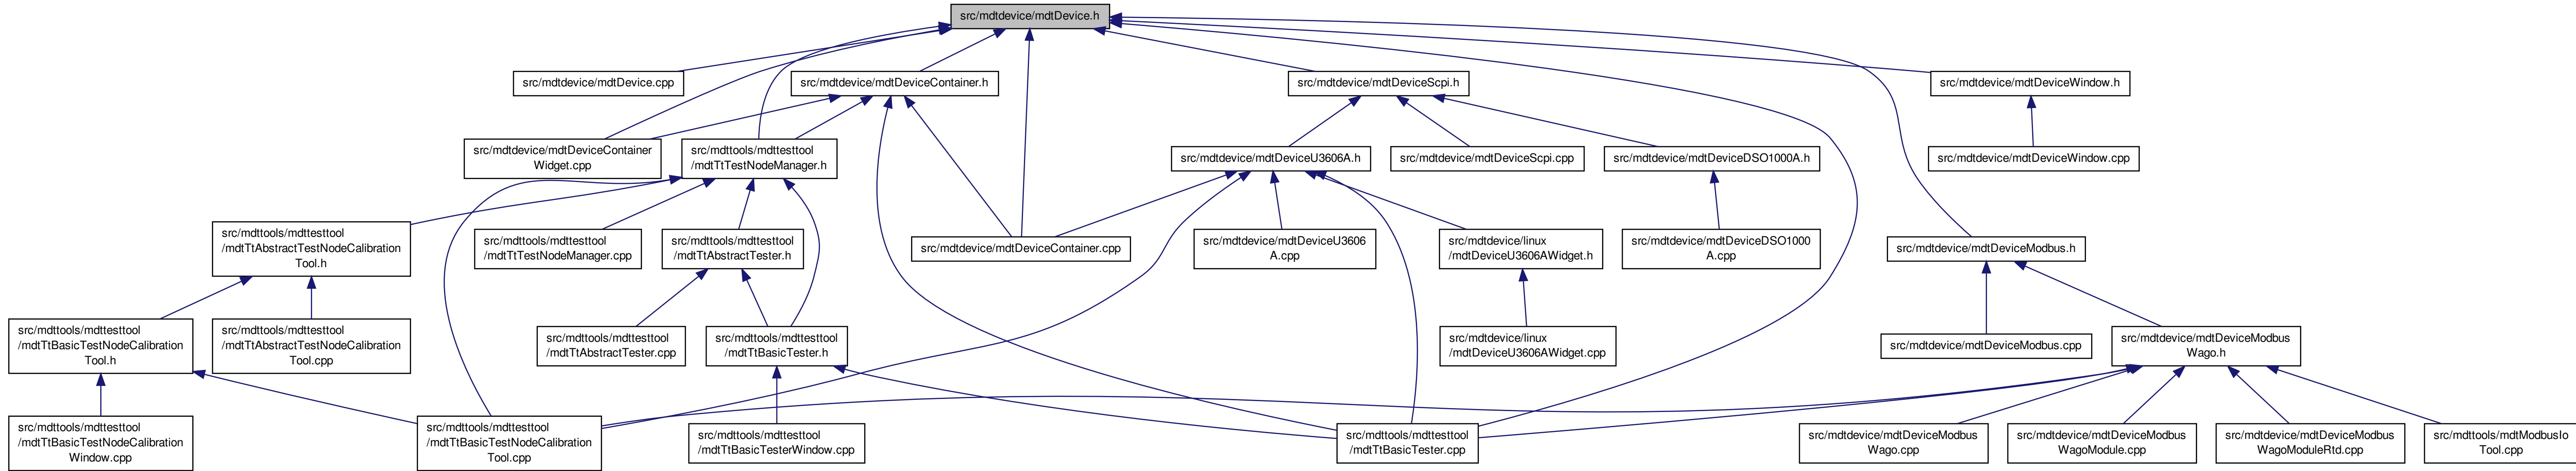 src/mdtdevice/mdtDevice.h
src/mdtdevice/mdtDevice.cpp
src/mdtdevice/mdtDeviceContainer.h
src/mdtdevice/mdtDeviceScpi.h
src/mdtdevice/mdtDeviceWindow.h
src/mdtdevice/mdtDeviceContainer
Widget.cpp
src/mdttools/mdttesttool
/mdtTtTestNodeManager.h
src/mdtdevice/mdtDeviceU3606A.h
src/mdtdevice/mdtDeviceScpi.cpp
src/mdtdevice/mdtDeviceDSO1000A.h
src/mdtdevice/mdtDeviceWindow.cpp
src/mdttools/mdttesttool
/mdtTtAbstractTestNodeCalibration
Tool.h
src/mdttools/mdttesttool
/mdtTtTestNodeManager.cpp
src/mdttools/mdttesttool
/mdtTtAbstractTester.h
src/mdtdevice/mdtDeviceContainer.cpp
src/mdtdevice/mdtDeviceU3606
A.cpp
src/mdtdevice/linux
/mdtDeviceU3606AWidget.h
src/mdtdevice/mdtDeviceDSO1000
A.cpp
src/mdtdevice/mdtDeviceModbus.h
src/mdttools/mdttesttool
/mdtTtBasicTestNodeCalibration
Tool.h
src/mdttools/mdttesttool
/mdtTtAbstractTestNodeCalibration
Tool.cpp
src/mdttools/mdttesttool
/mdtTtAbstractTester.cpp
src/mdttools/mdttesttool
/mdtTtBasicTester.h
src/mdtdevice/linux
/mdtDeviceU3606AWidget.cpp
src/mdtdevice/mdtDeviceModbus.cpp
src/mdtdevice/mdtDeviceModbus
Wago.h
src/mdttools/mdttesttool
/mdtTtBasicTestNodeCalibration
Window.cpp
src/mdttools/mdttesttool
/mdtTtBasicTestNodeCalibration
Tool.cpp
src/mdttools/mdttesttool
/mdtTtBasicTesterWindow.cpp
src/mdttools/mdttesttool
/mdtTtBasicTester.cpp
src/mdtdevice/mdtDeviceModbus
Wago.cpp
src/mdtdevice/mdtDeviceModbus
WagoModule.cpp
src/mdtdevice/mdtDeviceModbus
WagoModuleRtd.cpp
src/mdttools/mdtModbusIo
Tool.cpp